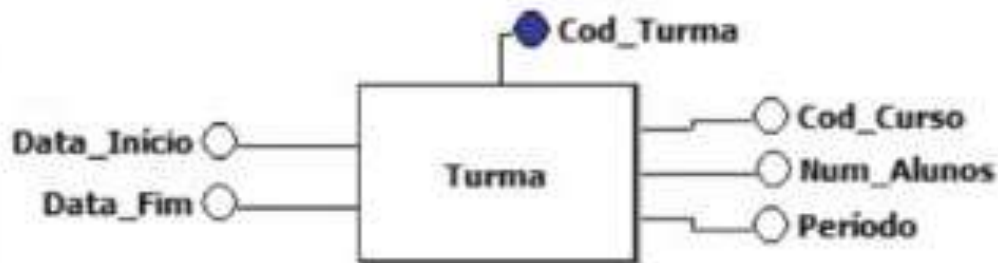 Cod_Turma
Data_Início
Data_Fim
Turma
Cod_Curso
Num_Alunos
Período